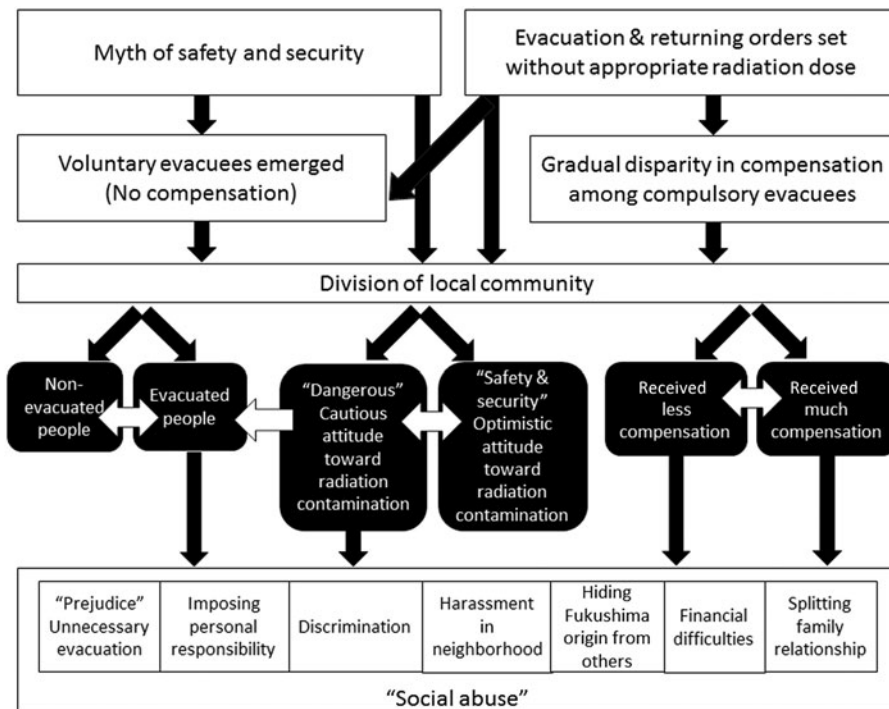 Myth of safety and security
Evacuation & returning orders set
without appropriate radiation dose
Voluntary evacuees emerged
(No compensation)
Gradual disparity in compensation
among compulsory evacuees
Division of local community
Non-
evacuated
people
Evacuated
people
“Dangerous”
Cautious
attitude
toward
radiation
contamination
“Safety &
security”
Optimistic
attitude
toward
radiation
contamination
Received
less
compensation
Received
much
compensation
“Prejudice”
Unnecessary
evacuation
Imposing
personal
responsibility
Discrimination
Harassment
in
neighborhood
Hiding
Fukushima
origin from
others
Financial
difficulties
Splitting
family
relationship
“Social abuse”